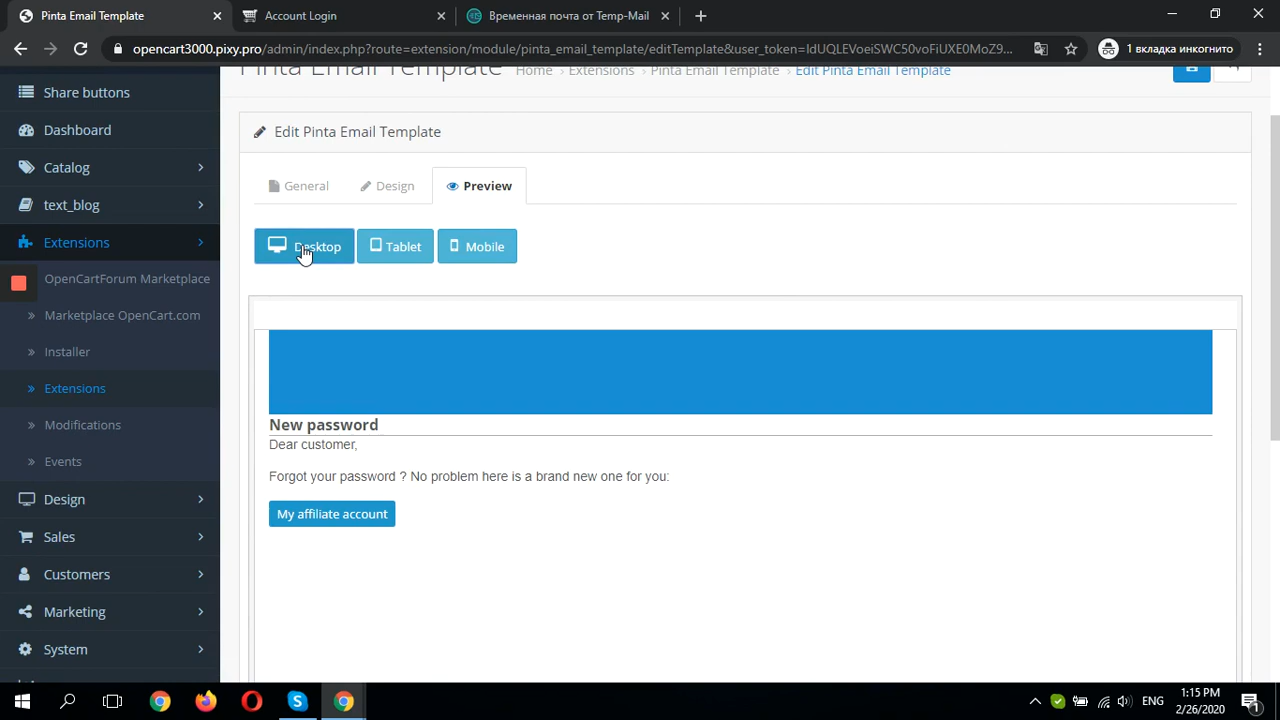 Pinta Email Template
Account Login
Временная почта от Temp-Mail
opencart3000.pixy.pro/admin/index.php?route=extension/module/pinta_email_template/editTemplate&user_token=IdUQLEVoeiSWC50voFiUXE0MoZ9...
1 вкладка инкогнито
Pinta Email Template
Home › Extensions › Pinta Email Template › Edit Pinta Email Template
Share buttons
Dashboard
Catalog
text_blog
Extensions
OpenCartForum Marketplace
» Marketplace OpenCart.com
» Installer
» Extensions
» Modifications
» Events
Design
Sales
Customers
Marketing
System
Edit Pinta Email Template
General
Design
Preview
Desktop
Tablet
Mobile
New password
Dear customer,
Forgot your password ? No problem here is a brand new one for you:
My affiliate account
ENG
1:15 PM
2/26/2020
1